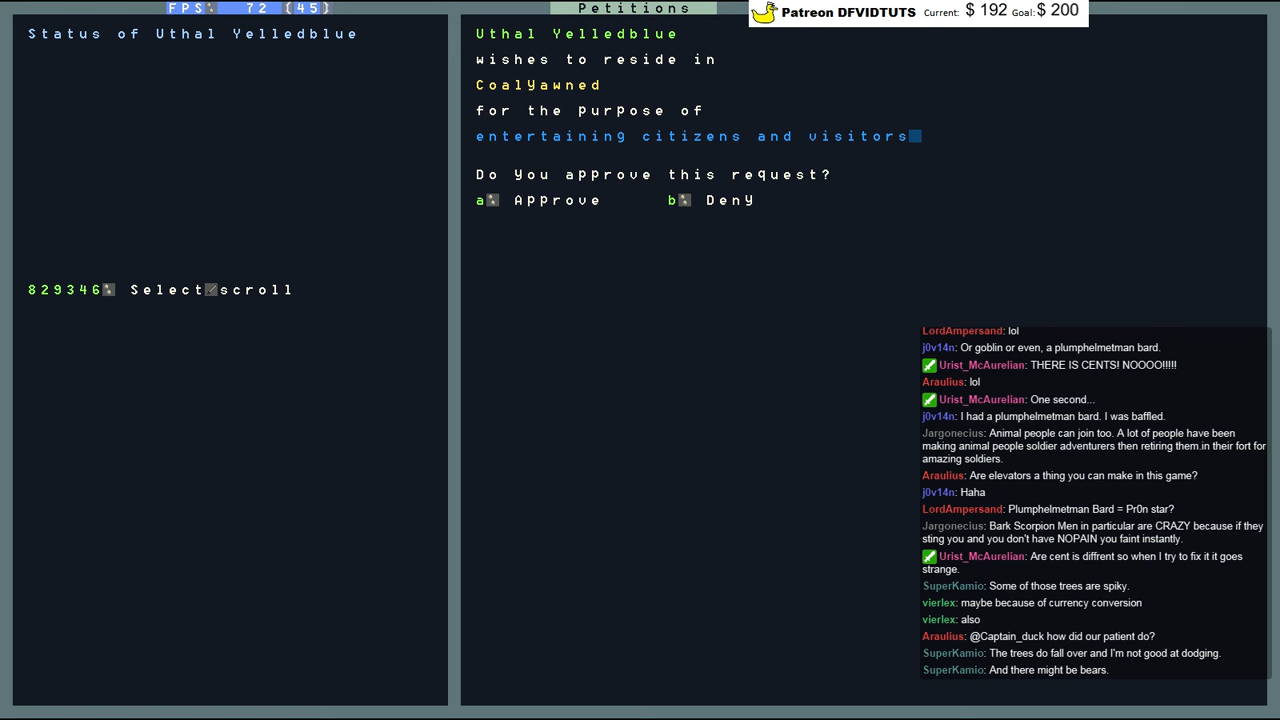 FPS: 72 (45)
Petitions
Patreon DFVIDTUTS Current: $ 192 Goal: $ 200
Status of Uthal Yelledblue
829346: Select/scroll
Uthal Yelledblue
wishes to reside in
CoalYawned
for the purpose of
entertaining citizens and visitors
Do You approve this request?
a: Approve b: Deny
LordAmpersand: lol
j0v14n: Or goblin or even, a plumphelmetman bard.
Urist_McAurelian: THERE IS CENTS! NOOOO!!!!!
Araulius: lol
Urist_McAurelian: One second...
j0v14n: I had a plumphelmetman bard. I was baffled.
Jargonecius: Animal people can join too. A lot of people have been
making animal people soldier adventurers then retiring them.in their fort for
amazing soldiers.
Araulius: Are elevators a thing you can make in this game?
j0v14n: Haha
LordAmpersand: Plumphelmetman Bard = Pr0n star?
Jargonecius: Bark Scorpion Men in particular are CRAZY because if they
sting you and you don't have NOPAIN you faint instantly.
Urist_McAurelian: Are cent is diffrent so when I try to fix it it goes
strange.
SuperKamio: Some of those trees are spiky.
vierlex: maybe because of currency conversion
vierlex: also
Araulius: @Captain_duck how did our patient do?
SuperKamio: The trees do fall over and I'm not good at dodging.
SuperKamio: And there might be bears.